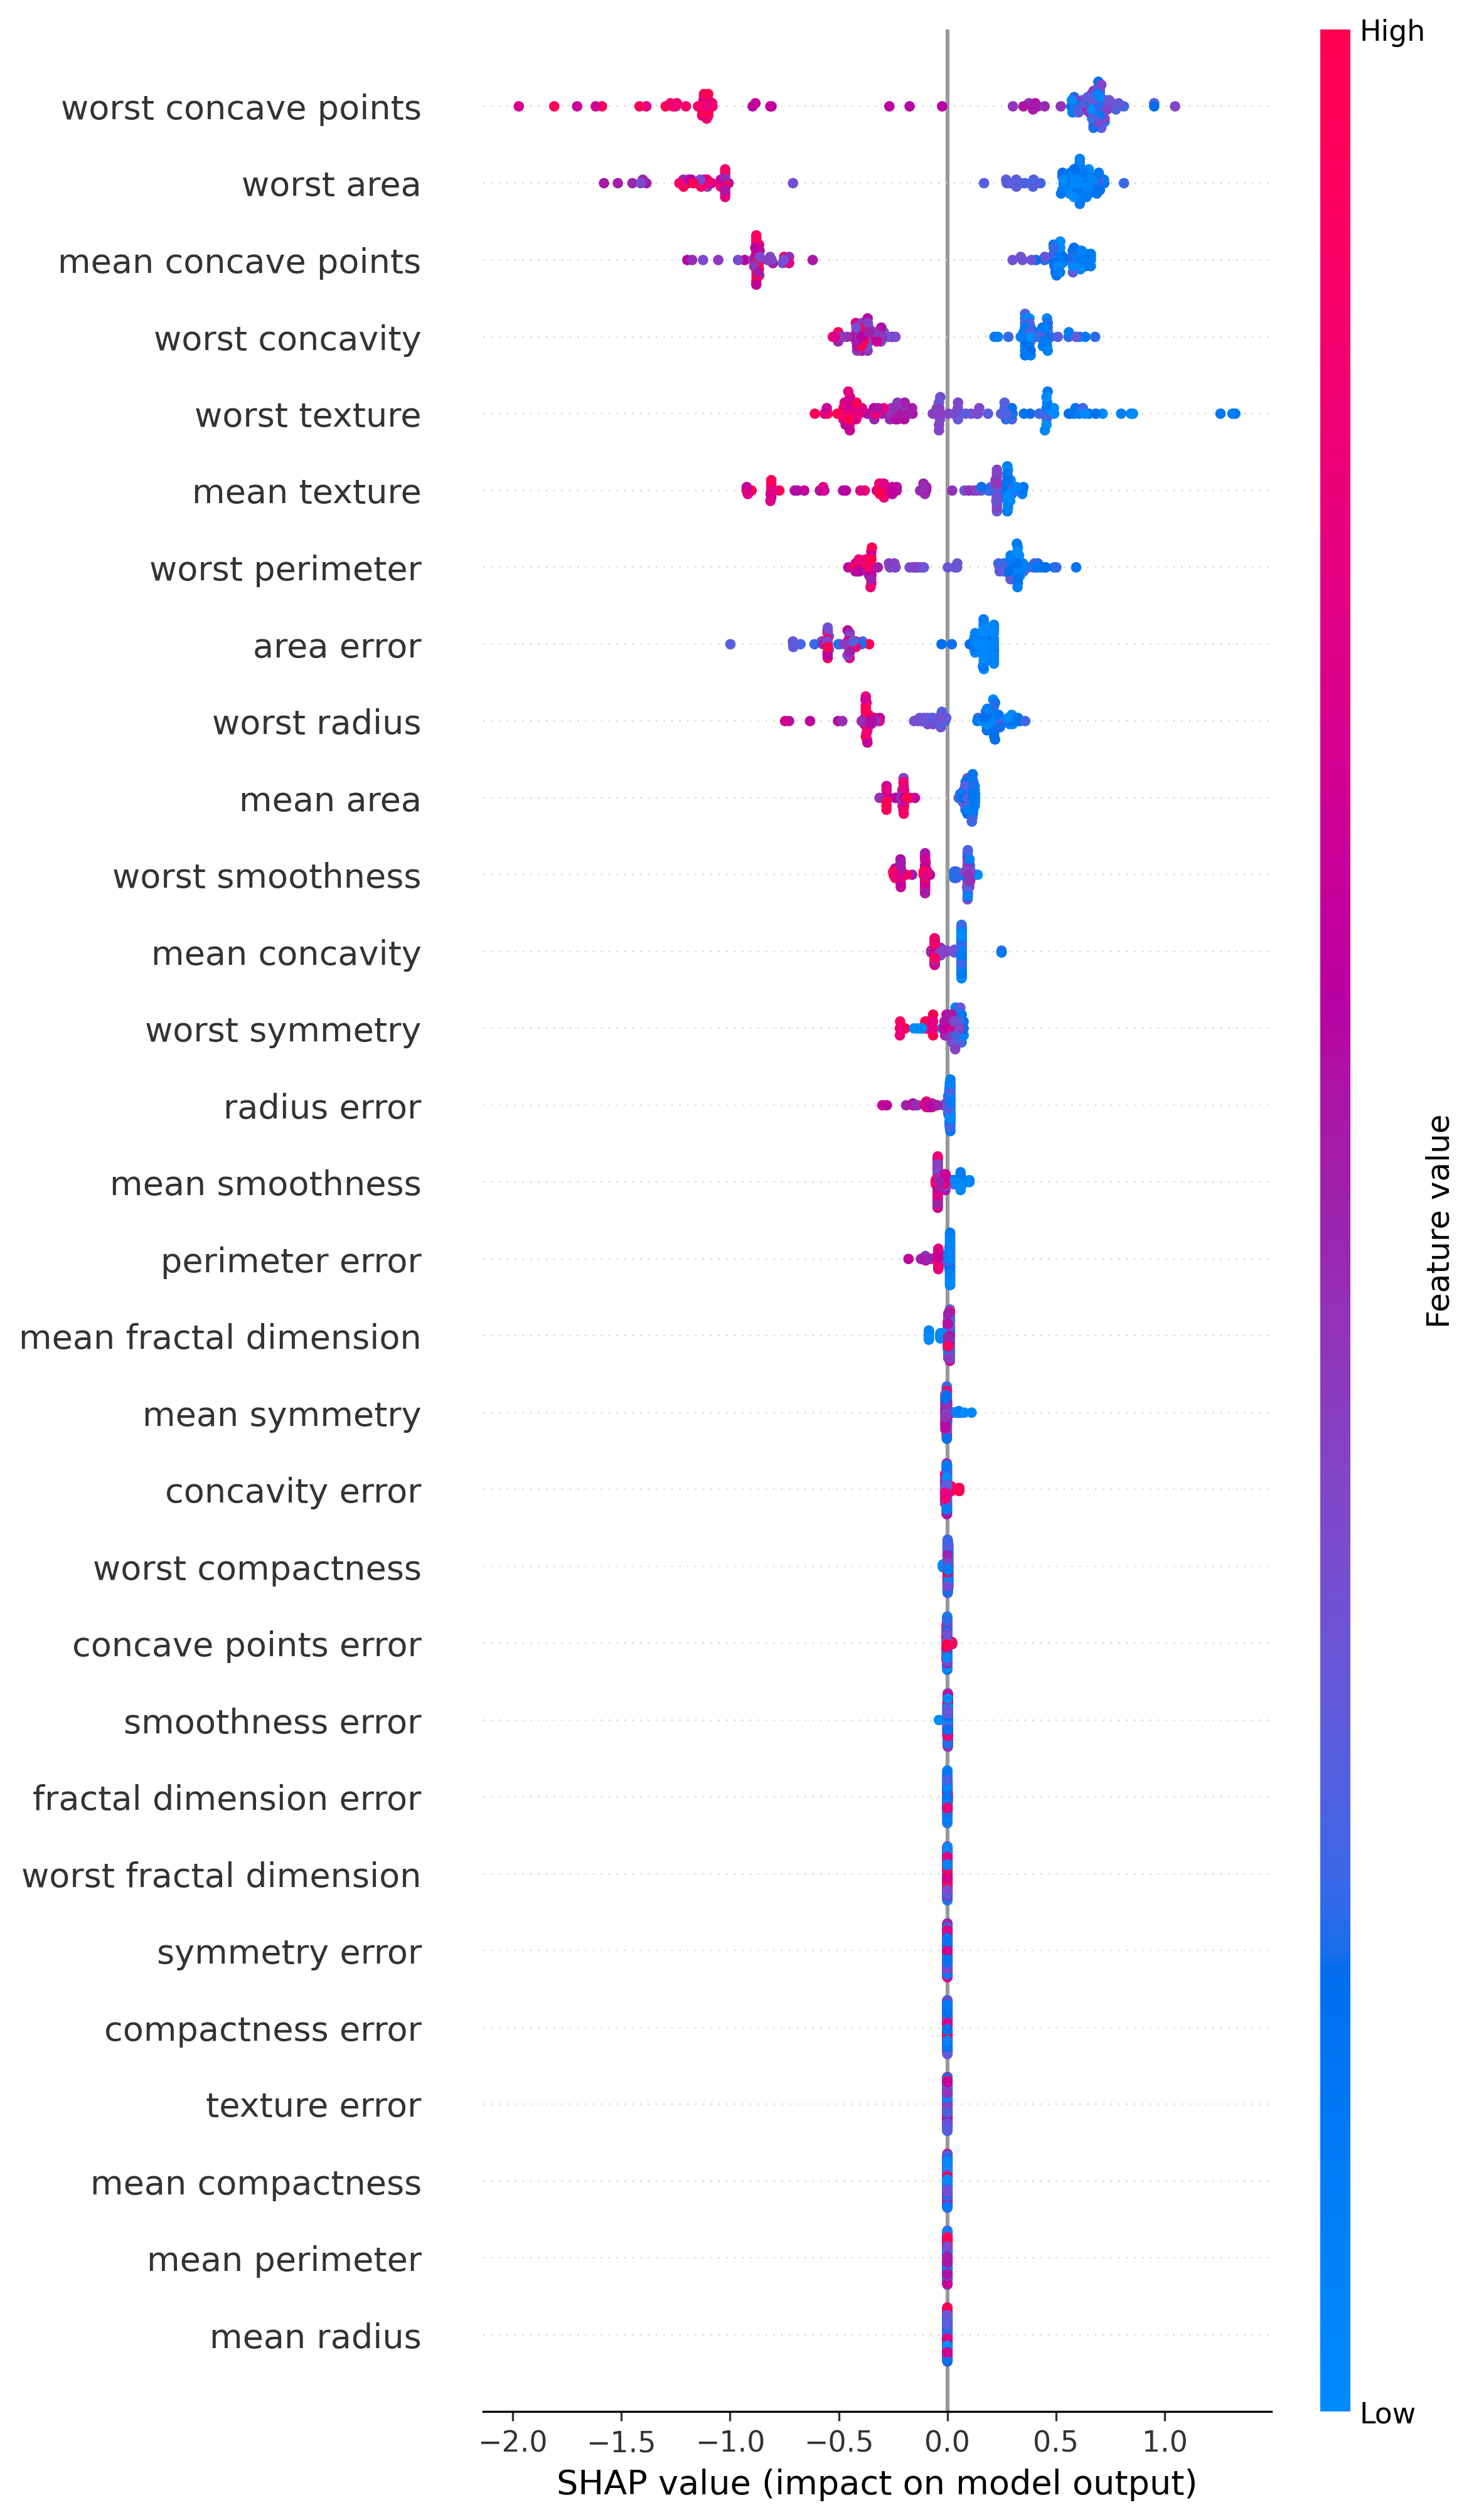 High
worst concave points
worst area
mean concave points
worst concavity
worst texture
mean texture
worst perimeter
area error
worst radius
mean area
worst smoothness
mean concavity
worst symmetry
radius error
mean smoothness
perimeter error
mean fractal dimension
mean symmetry
concavity error
worst compactness
concave points error
smoothness error
fractal dimension error
worst fractal dimension
symmetry error
compactness error
texture error
mean compactness
mean perimeter
mean radius
Feature value
Low
−2.0 −1.5 −1.0 −0.5 0.0 0.5 1.0
SHAP value (impact on model output)